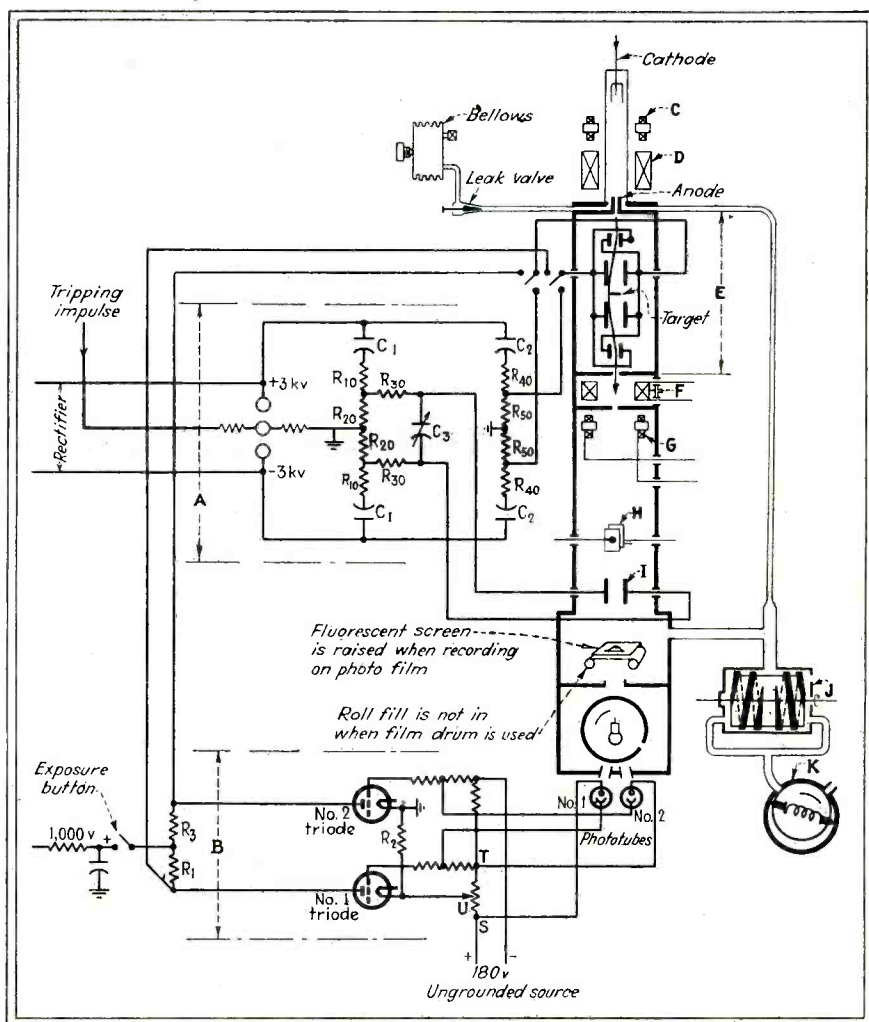 Cathode
C
Bellows
D
Leak valve
Anode
E
Tripping
impulse
Target
C1
C2
R10
R30
R40
+3kv
F
R20
R50
C3
Rectifier
R20
R50
G
-3kv
R30
R10
R40
A
C1
C2
H
I
Fluorescent screen
is raised when recording
on photo film
J
Roll fill is not in
when film drum is used
K
Exposure
button
No. 1
No. 2
No. 2
triode
Phototubes
1,000 v
+
R3
R2
B
T
R1
No. 1
triode
U
S
+
-
180v
Ungrounded source